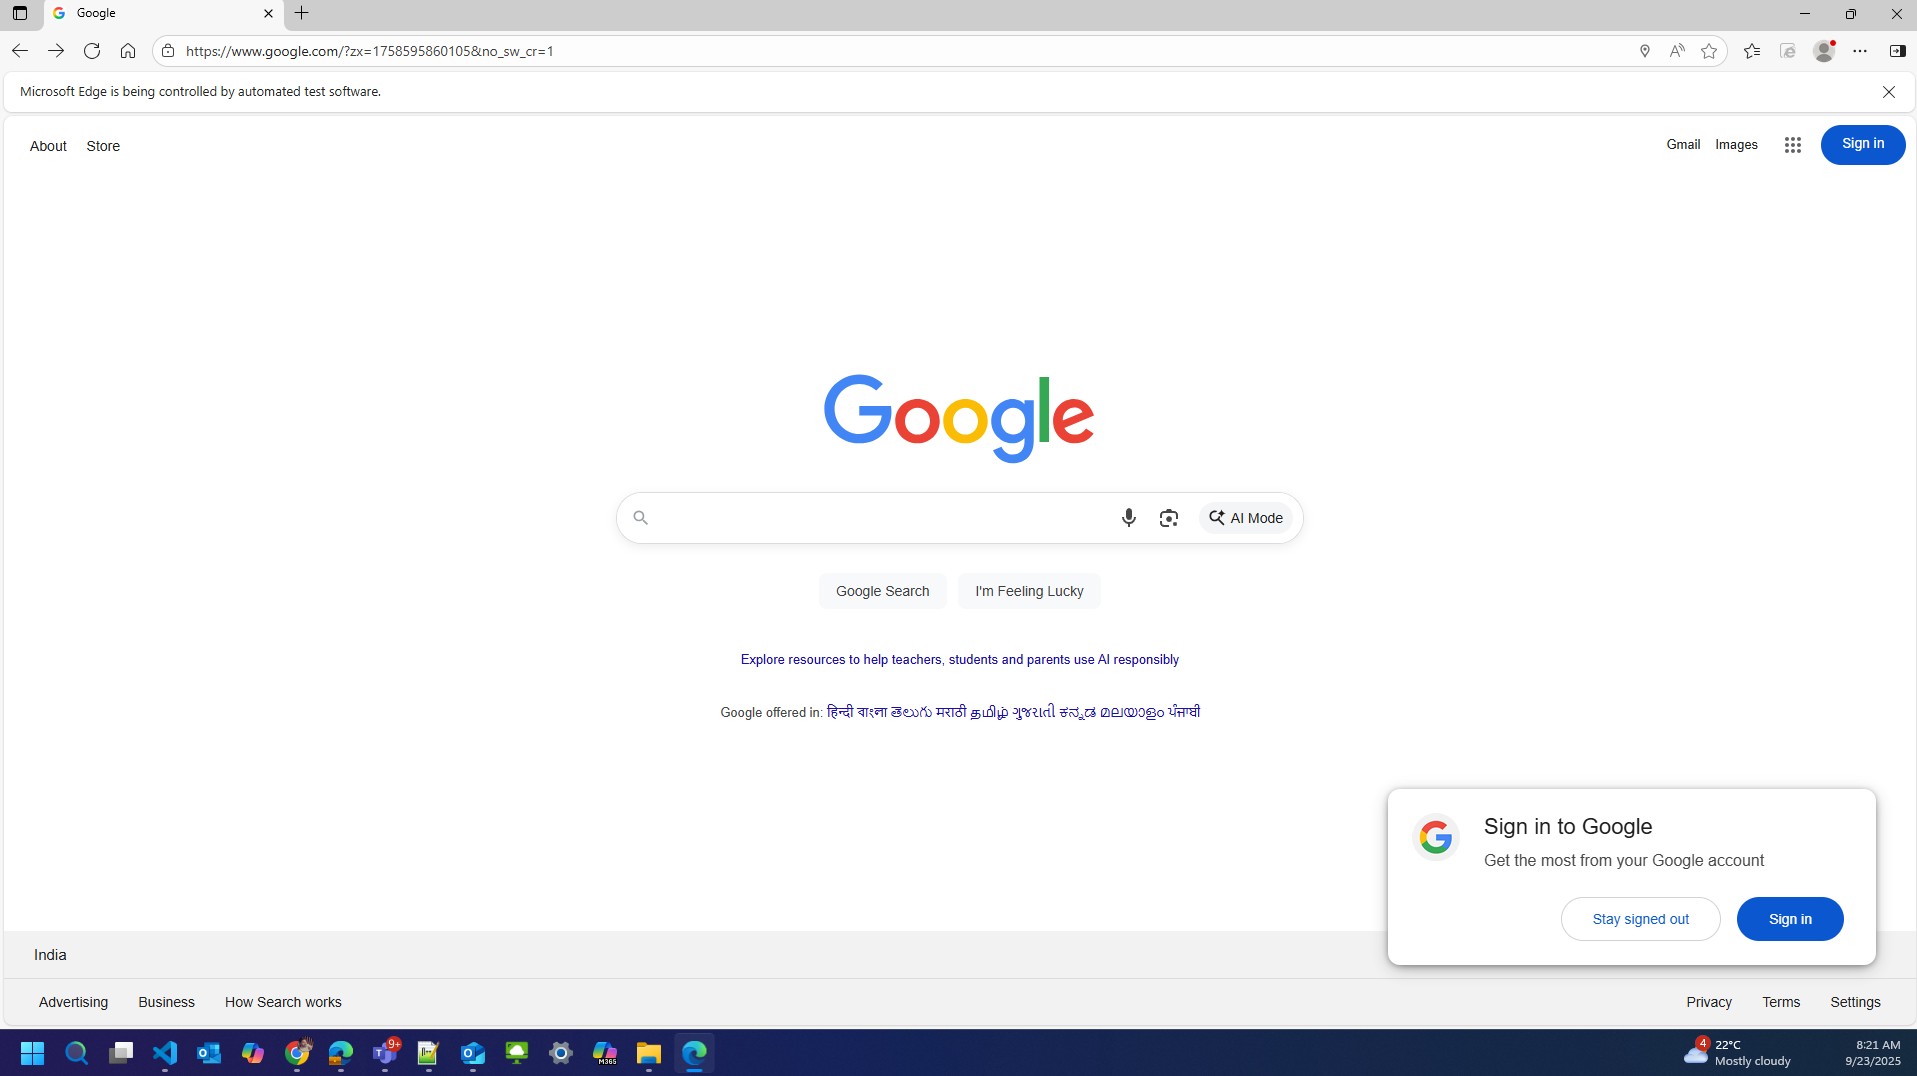 Google
https://www.google.com/?zx=1758595860105&no_sw_cr=1
Microsoft Edge is being controlled by automated test software.
About Store
Gmail Images Sign in
Google
AI Mode
Google Search I'm Feeling Lucky
Explore resources to help teachers, students and parents use AI responsibly
Google offered in: हिन्दी বাংলা తెలుగు मराठी தமிழ் ગુજરાતી ಕನ್ನಡ മലയാളം ਪੰਜਾਬੀ
Sign in to Google
Get the most from your Google account
Stay signed out Sign in
India
Advertising Business How Search works
Privacy Terms Settings
9+
M365
4
22°C
Mostly cloudy
8:21 AM
9/23/2025